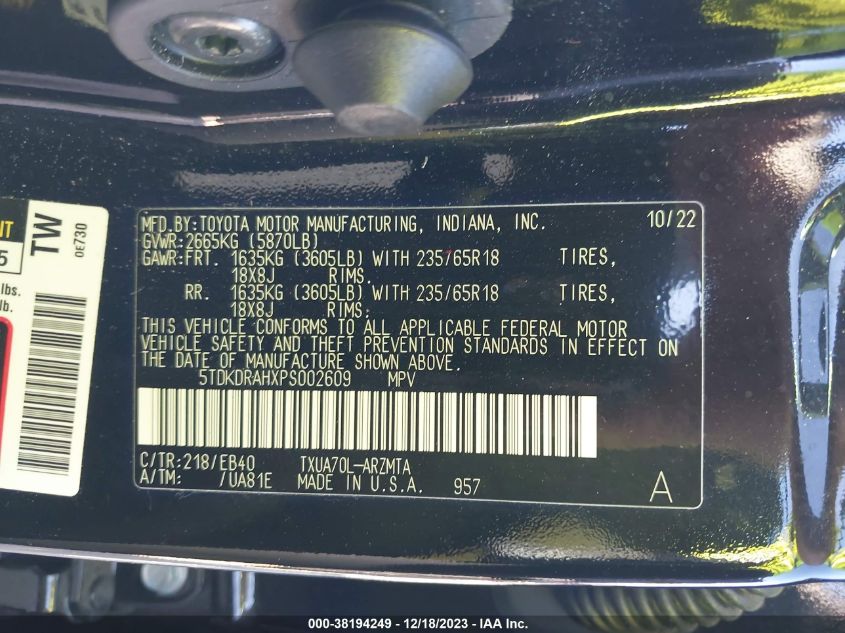 IT
5
lbs.
lb.
TW
0E730
MFD.BY:TOYOTA MOTOR MANUFACTURING, INDIANA, INC. 10/22
GVWR:2665KG (5870LB)
GAWR:FRT. 1635KG (3605LB) WITH 235/65R18 TIRES,
18X8J RIMS.
RR. 1635KG (3605LB) WITH 235/65R18 TIRES,
18X8J RIMS.
THIS VEHICLE CONFORMS TO ALL APPLICABLE FEDERAL MOTOR
VEHICLE SAFETY AND THEFT PREVENTION STANDARDS IN EFFECT ON
THE DATE OF MANUFACTURE SHOWN ABOVE.
5TDKDRAHXPS002609 MPV
C/TR:218/EB40 TXUA70L-ARZMTA
A/TM: /UA81E MADE IN U.S.A. 957 A
000-38194249 - 12/18/2023 - IAA Inc.